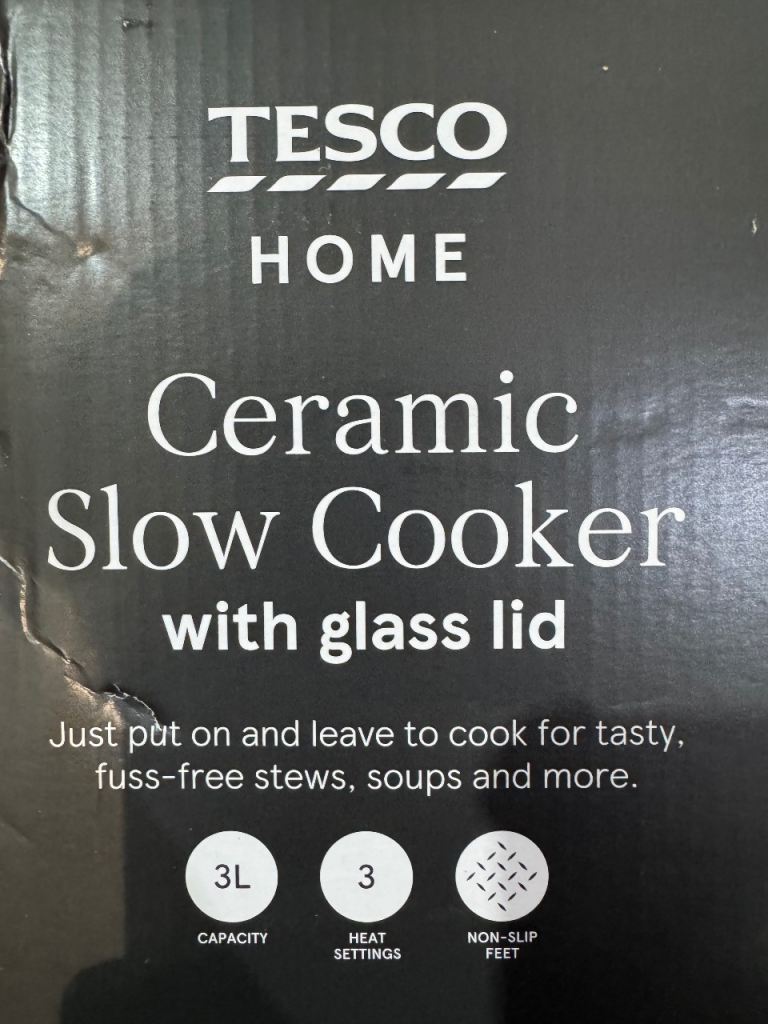 TESCO
HOME
Ceramic
Slow Cooker
with glass lid
Just put on and leave to cook for tasty,
fuss-free stews, soups and more.
3L
CAPACITY
3
HEAT
SETTINGS
NON-SLIP
FEET